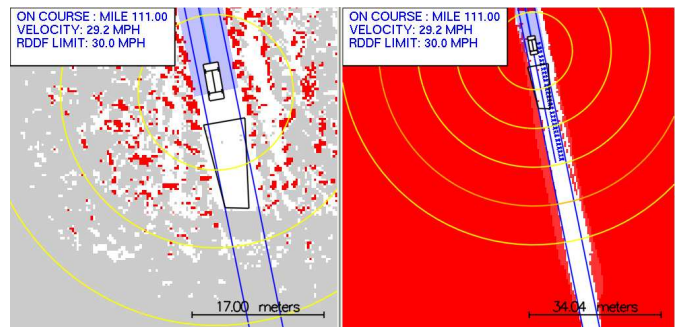 ON COURSE : MILE 111.00
VELOCITY: 29.2 MPH
RDDF LIMIT: 30.0 MPH
17.00 meters
ON COURSE : MILE 111.00
VELOCITY: 29.2 MPH
RDDF LIMIT: 30.0 MPH
34.04 meters